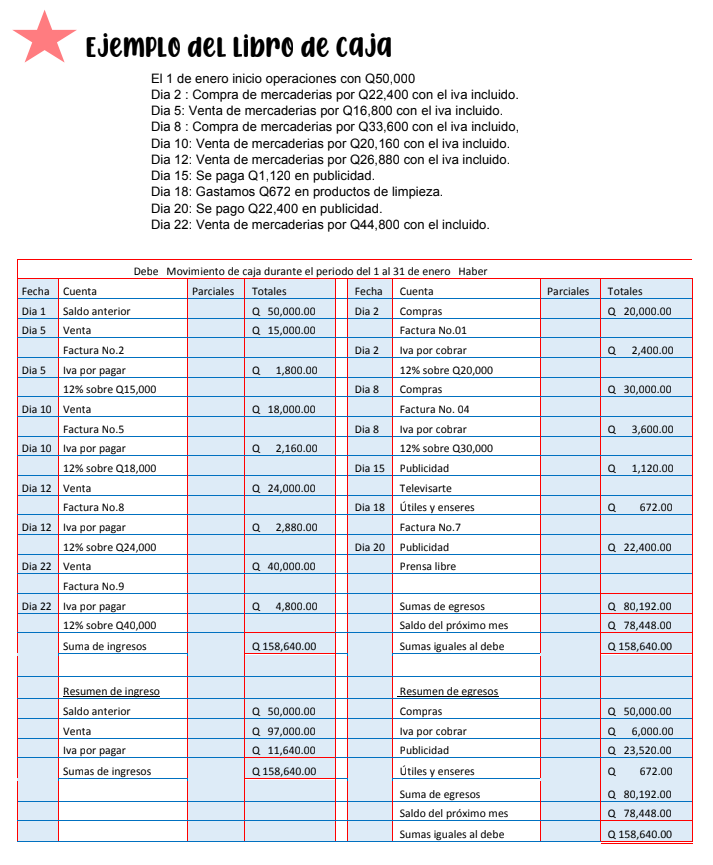 Ejemplo del Libro de Caja
El 1 de enero inicio operaciones con Q50,000
Dia 2 : Compra de mercaderias por Q22,400 con el iva incluido.
Dia 5: Venta de mercaderias por Q16,800 con el iva incluido.
Dia 8 : Compra de mercaderias por Q33,600 con el iva incluido,
Dia 10: Venta de mercaderias por Q20,160 con el iva incluido.
Dia 12: Venta de mercaderias por Q26,880 con el iva incluido.
Dia 15: Se paga Q1,120 en publicidad.
Dia 18: Gastamos Q672 en productos de limpieza.
Dia 20: Se pago Q22,400 en publicidad.
Dia 22: Venta de mercaderias por Q44,800 con el incluido.
Debe Movimiento de caja durante el periodo del 1 al 31 de enero Haber
Fecha Cuenta Parciales Totales Fecha Cuenta Parciales Totales
Dia 1 Saldo anterior Q 50,000.00 Dia 2 Compras Q 20,000.00
Dia 5 Venta Q 15,000.00 Factura No.01
Factura No.2 Dia 2 Iva por cobrar Q 2,400.00
Dia 5 Iva por pagar Q 1,800.00 12% sobre Q20,000
12% sobre Q15,000 Dia 8 Compras Q 30,000.00
Dia 10 Venta Q 18,000.00 Factura No. 04
Factura No.5 Dia 8 Iva por cobrar Q 3,600.00
Dia 10 Iva por pagar Q 2,160.00 12% sobre Q30,000
12% sobre Q18,000 Dia 15 Publicidad Q 1,120.00
Dia 12 Venta Q 24,000.00 Televisarte
Factura No.8 Dia 18 Útiles y enseres Q 672.00
Dia 12 Iva por pagar Q 2,880.00 Factura No.7
12% sobre Q24,000 Dia 20 Publicidad Q 22,400.00
Dia 22 Venta Q 40,000.00 Prensa libre
Factura No.9
Dia 22 Iva por pagar Q 4,800.00 Sumas de egresos Q 80,192.00
12% sobre Q40,000 Saldo del próximo mes Q 78,448.00
Suma de ingresos Q 158,640.00 Sumas iguales al debe Q 158,640.00
Resumen de ingreso Resumen de egresos
Saldo anterior Q 50,000.00 Compras Q 50,000.00
Venta Q 97,000.00 Iva por cobrar Q 6,000.00
Iva por pagar Q 11,640.00 Publicidad Q 23,520.00
Sumas de ingresos Q 158,640.00 Útiles y enseres Q 672.00
Suma de egresos Q 80,192.00
Saldo del próximo mes Q 78,448.00
Sumas iguales al debe Q 158,640.00